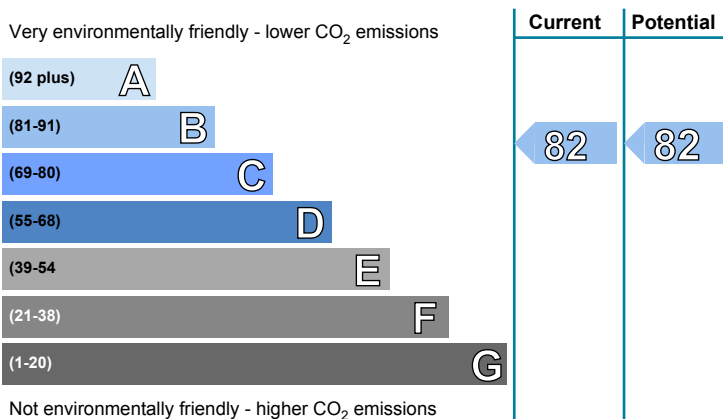 Very environmentally friendly - lower CO₂ emissions
Current Potential
(92 plus) A
(81-91) B
82 82
(69-80) C
(55-68) D
(39-54 E
(21-38) F
(1-20) G
Not environmentally friendly - higher CO₂ emissions